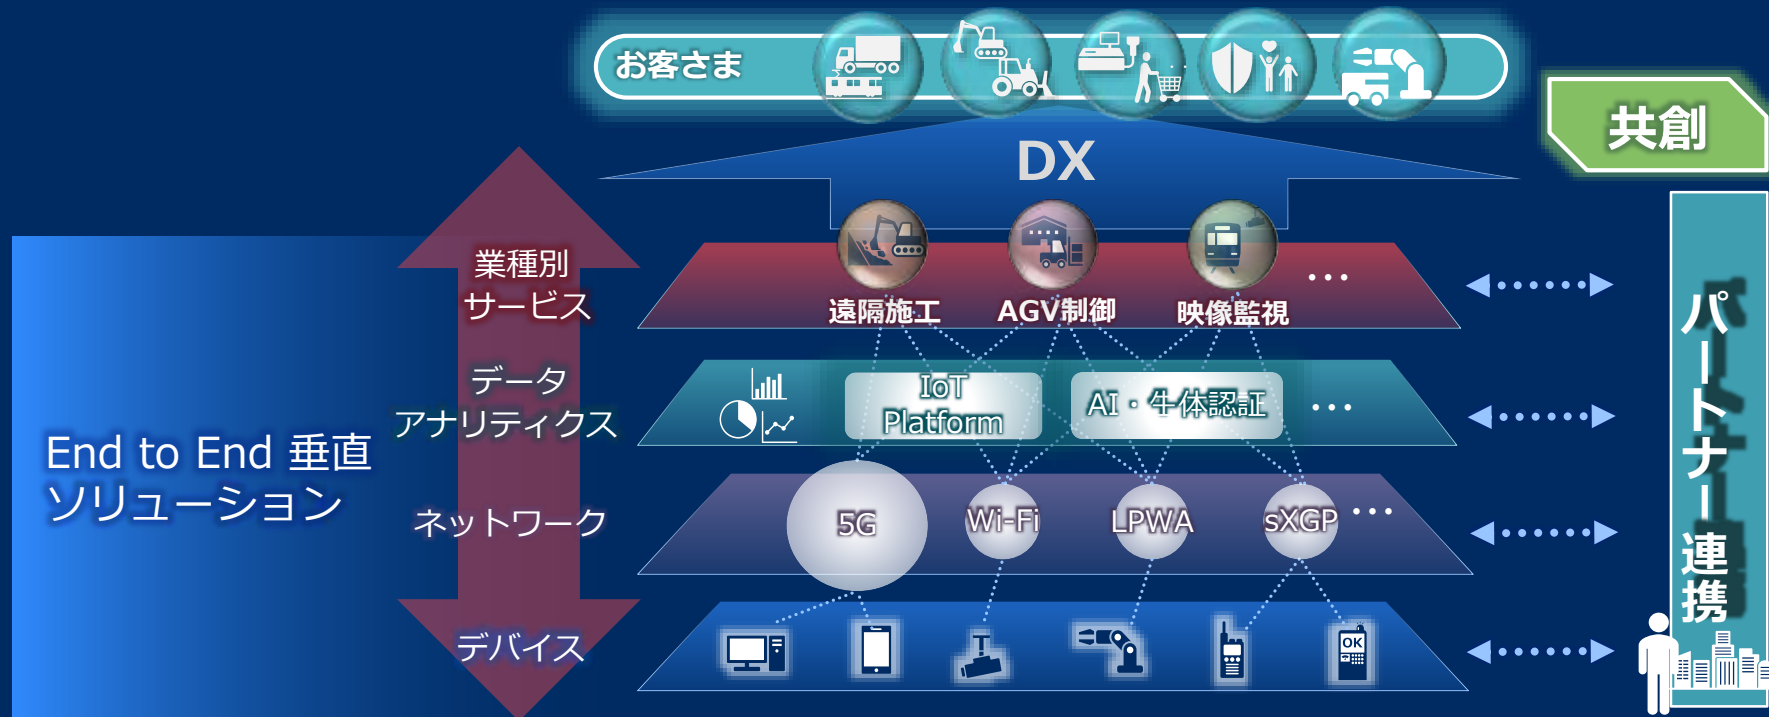 お客さま
共創
DX
業種別
サービス
遠隔施工
AGV制御
映像監視
・・・
データ
アナリティクス
IoT
Platform
AI・生体認証
・・・
End to End 垂直
ソリューション
ネットワーク
5G
Wi-Fi
LPWA
sXGP
・・・
デバイス
OK
パートナー連携